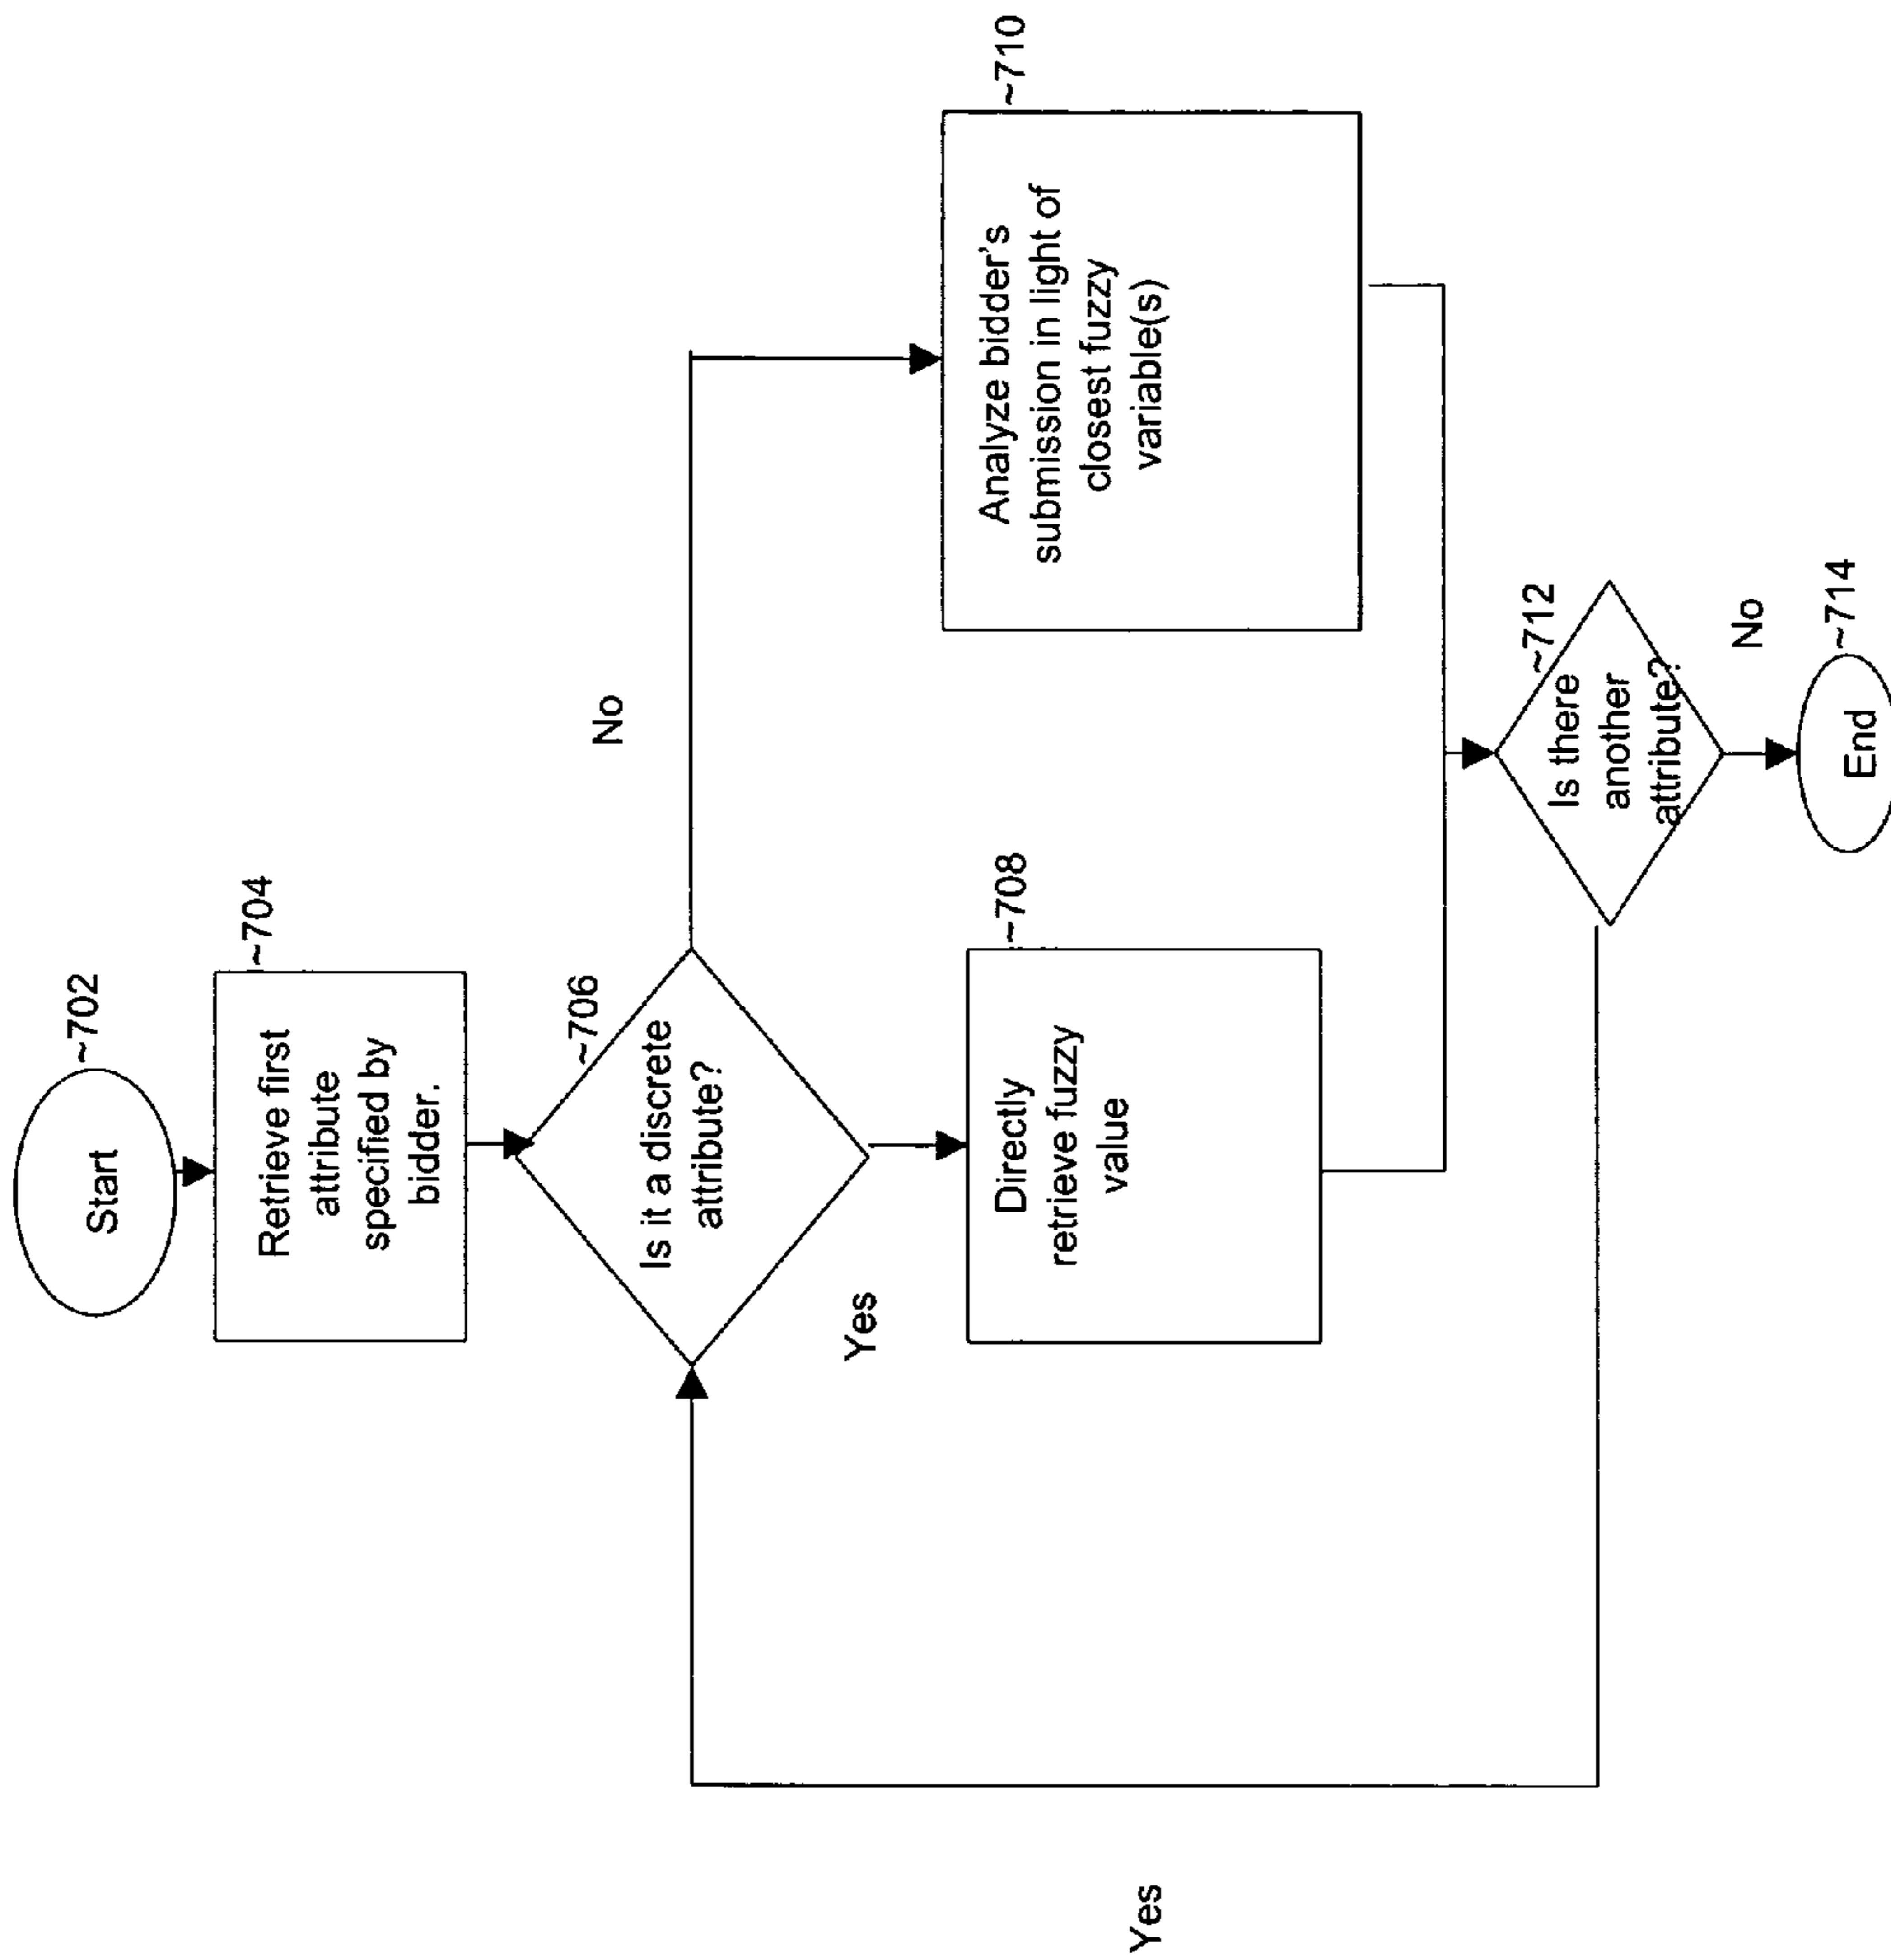 Start
~702
Retrieve first
attribute
specified by
bidder.
~704
Is it a discrete
attribute?
~706
No
Yes
Directly
retrieve fuzzy
value
~708
Analyze bidder's
submission in light of
closest fuzzy
variable(s)
~710
Is there
another
attribute?
~712
Yes
No
End
~714